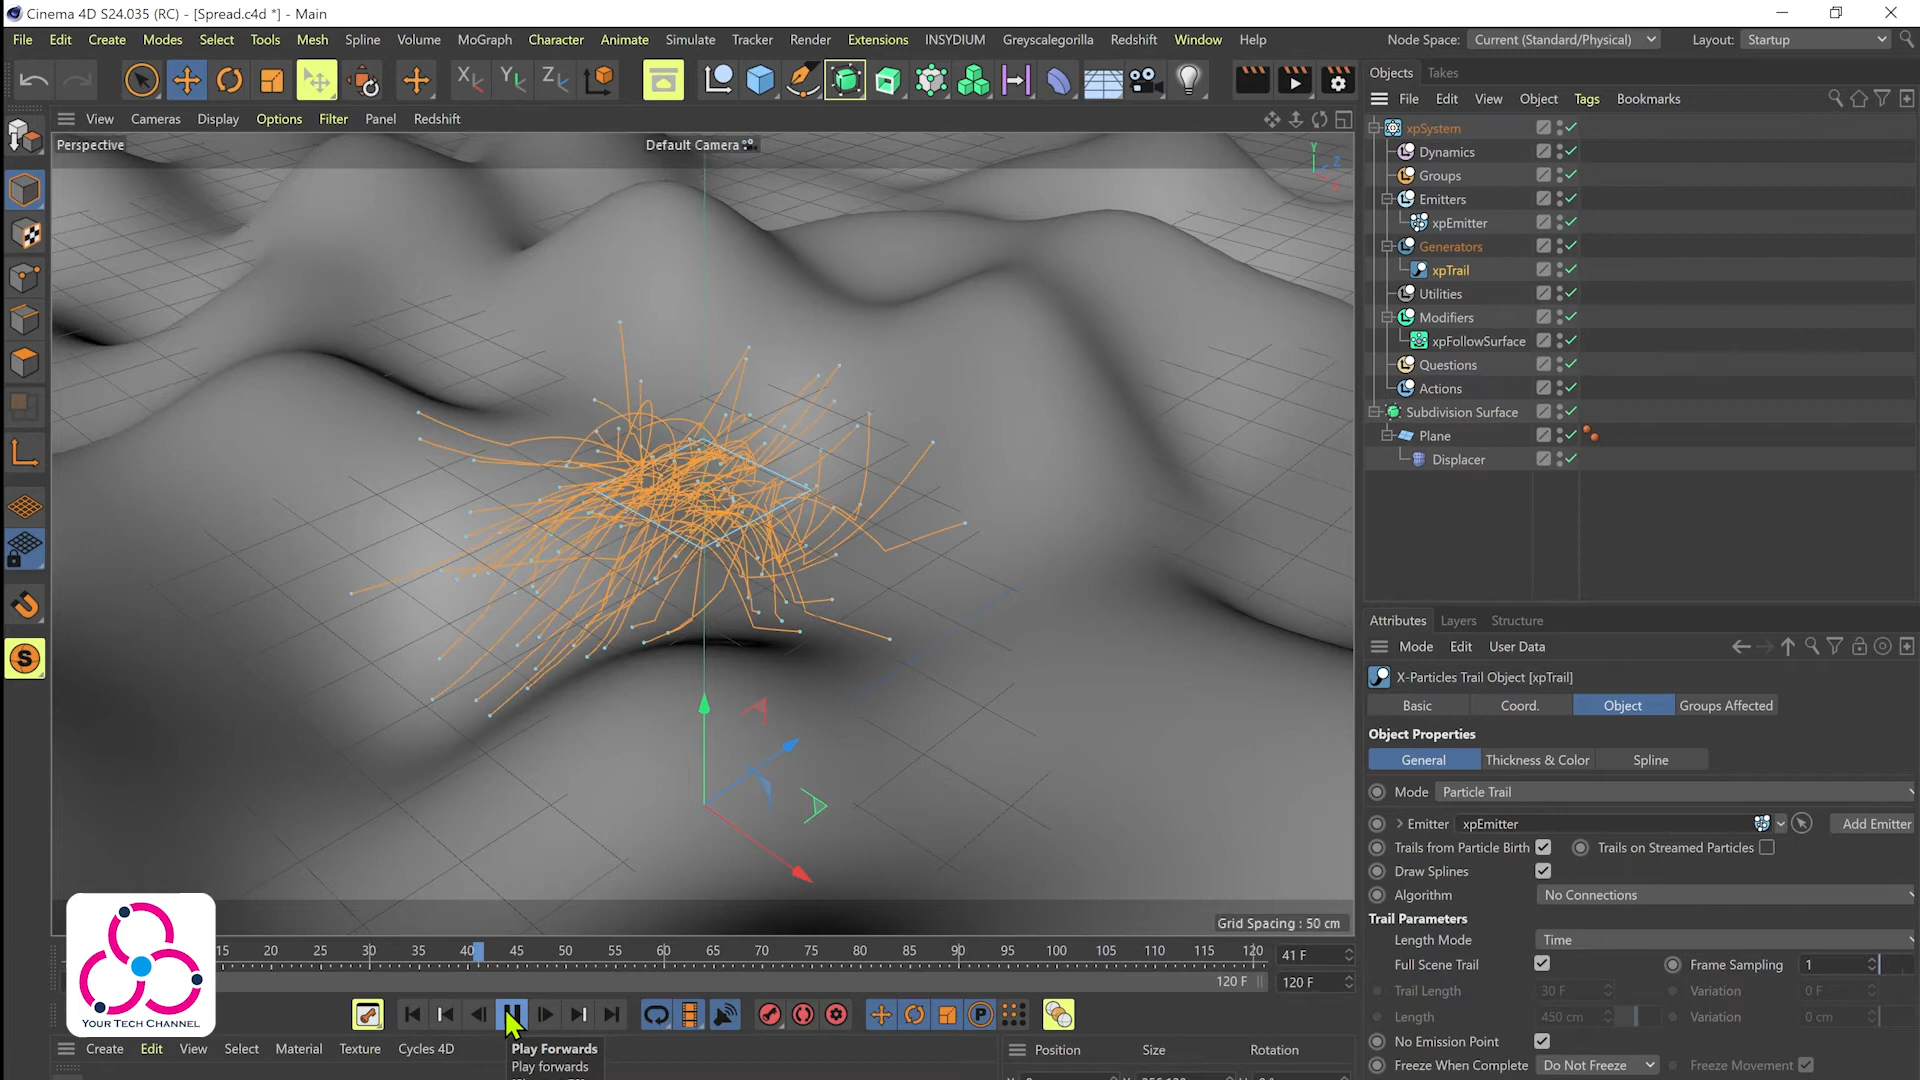 Cinema 4D S24.035 (RC) - [Spread.c4d *] - Main
File Edit Create Modes Select Tools Mesh Spline Volume MoGraph Character Animate Simulate Tracker Render Extensions INSYDIUM Greyscalegorilla Redshift Window Help Node Space: Current (Standard/Physical) Layout: Startup
Objects Takes
File Edit View Object Tags Bookmarks
View Cameras Display Options Filter Panel Redshift
Perspective Default Camera
Y
Z
X
xpSystem
Dynamics
Groups
Emitters
xpEmitter
Generators
xpTrail
Utilities
Modifiers
xpFollowSurface
Questions
Actions
Subdivision Surface
Plane
Displacer
Attributes Layers Structure
Mode Edit User Data
X-Particles Trail Object [xpTrail]
Basic Coord. Object Groups Affected
Object Properties
General Thickness & Color Spline
Mode Particle Trail
Emitter xpEmitter Add Emitter
Trails from Particle Birth Trails on Streamed Particles
Draw Splines
Algorithm No Connections
Trail Parameters
Length Mode Time
Full Scene Trail Frame Sampling 1
Trail Length 30 F Variation 0 F
Length 450 cm Variation 0 cm
No Emission Point
Freeze When Complete Do Not Freeze Freeze Movement
Grid Spacing : 50 cm
15 20 25 30 35 40 45 50 55 60 65 70 75 80 85 90 95 100 105 110 115 120 41 F
120 F 120 F
YOUR TECH CHANNEL
Create Edit View Select Material Texture Cycles 4D
Play Forwards
Play forwards
Position Size Rotation